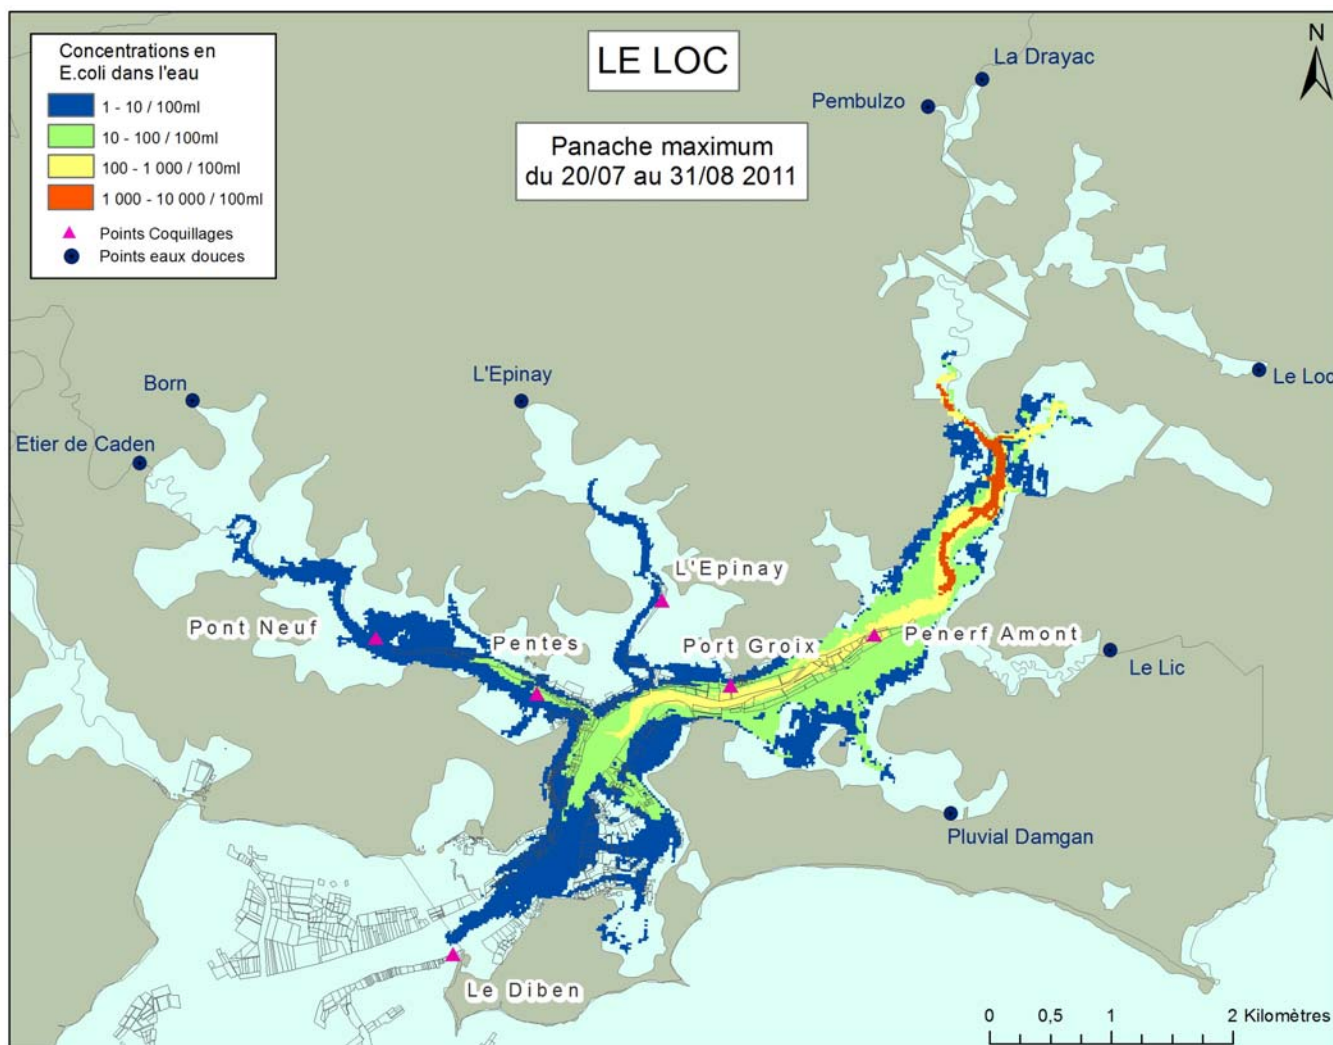 Concentrations en
E.coli dans l'eau
1 - 10 / 100ml
10 - 100 / 100ml
100 - 1 000 / 100ml
1 000 - 10 000 / 100ml
Points Coquillages
Points eaux douces
LE LOC
Panache maximum
du 20/07 au 31/08 2011
N
La Drayac
Pembulzo
Le Loc
Born
L'Epinay
Etier de Caden
L'Epinay
Pont Neuf
Pentes
Port Groix
Penerf Amont
Le Lic
Pluvial Damgan
Le Diben
0 0,5 1 2 Kilomètres